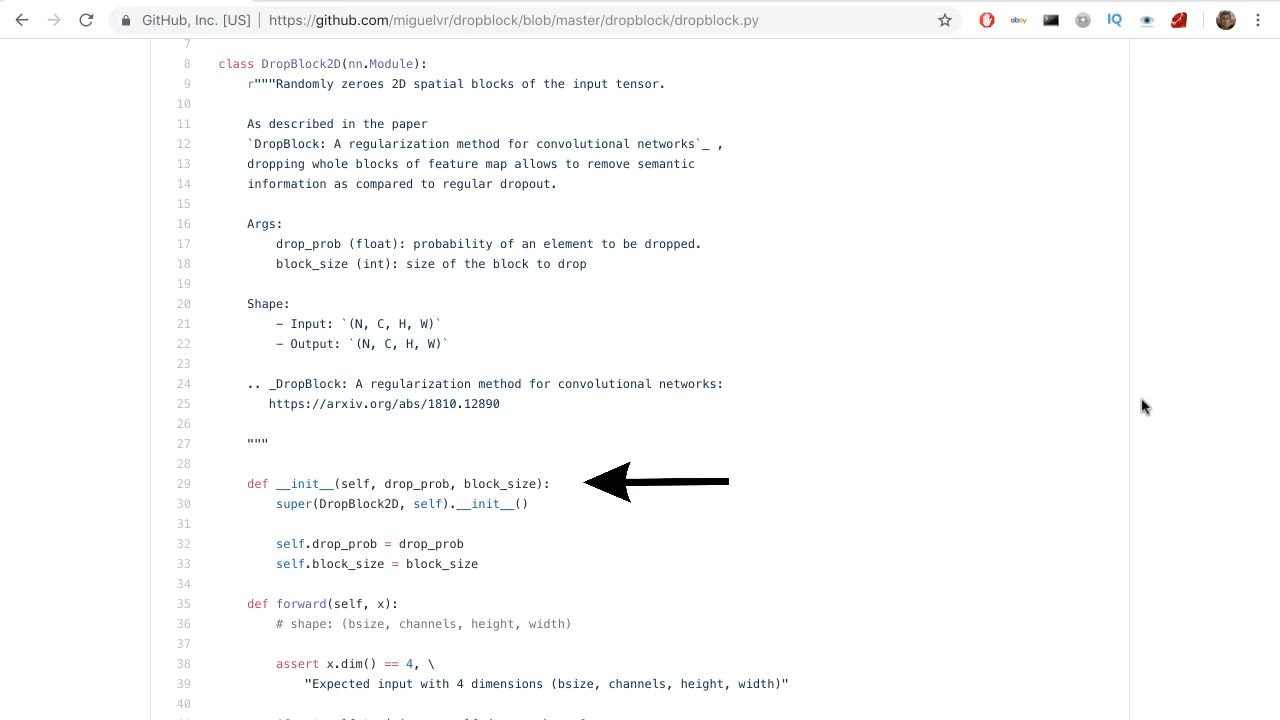 GitHub, Inc. [US] | https://github.com/miguelvr/dropblock/blob/master/dropblock/dropblock.py
ebay
IQ
7
8 class DropBlock2D(nn.Module):
9 r"""Randomly zeroes 2D spatial blocks of the input tensor.
10
11 As described in the paper
12 `DropBlock: A regularization method for convolutional networks`_ ,
13 dropping whole blocks of feature map allows to remove semantic
14 information as compared to regular dropout.
15
16 Args:
17 drop_prob (float): probability of an element to be dropped.
18 block_size (int): size of the block to drop
19
20 Shape:
21 - Input: `(N, C, H, W)`
22 - Output: `(N, C, H, W)`
23
24 .. _DropBlock: A regularization method for convolutional networks:
25 https://arxiv.org/abs/1810.12890
26
27 """
28
29 def __init__(self, drop_prob, block_size):
30 super(DropBlock2D, self).__init__()
31
32 self.drop_prob = drop_prob
33 self.block_size = block_size
34
35 def forward(self, x):
36 # shape: (bsize, channels, height, width)
37
38 assert x.dim() == 4, \
39 "Expected input with 4 dimensions (bsize, channels, height, width)"
40